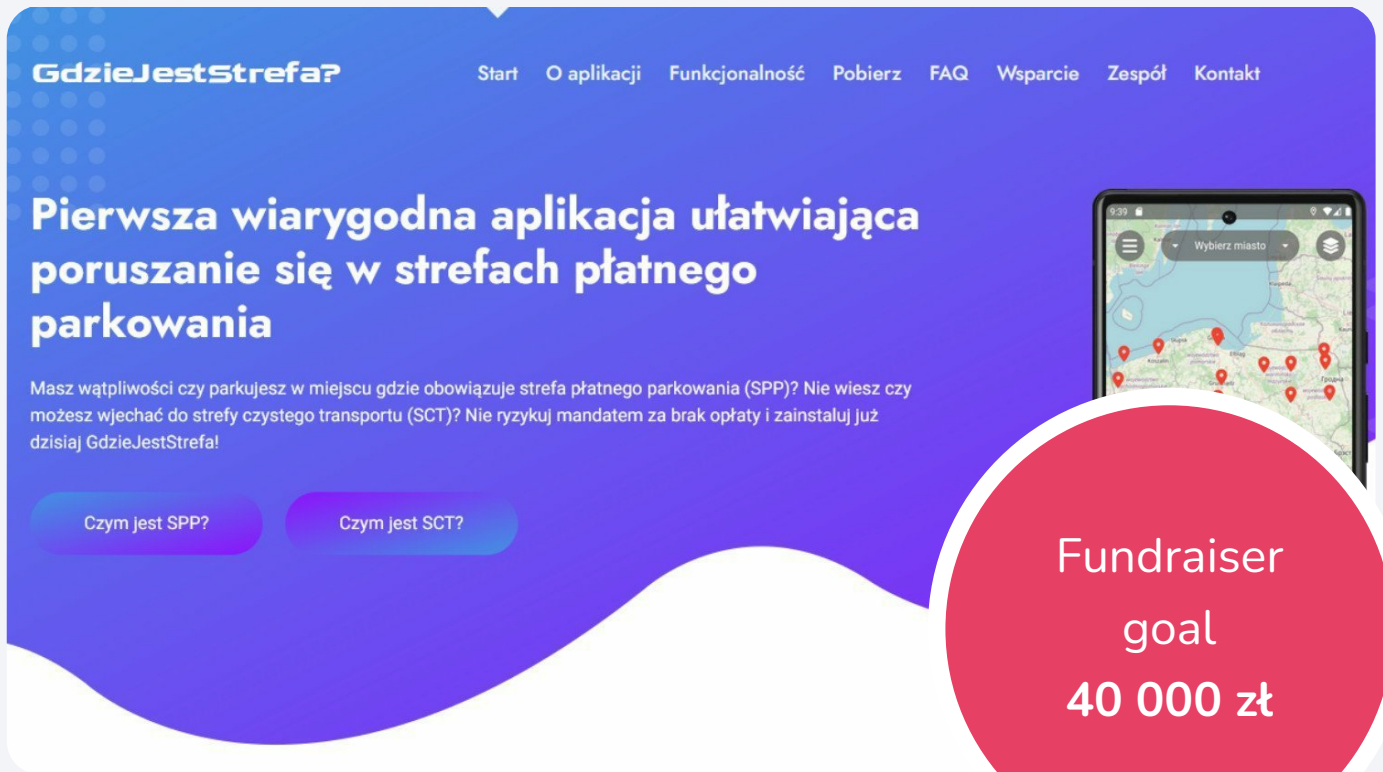 GdzieJestStrefa?
Start O aplikacji Funkcjonalność Pobierz FAQ Wsparcie Zespół Kontakt
Pierwsza wiarygodna aplikacja ułatwiająca
poruszanie się w strefach płatnego
parkowania
Masz wątpliwości czy parkujesz w miejscu gdzie obowiązuje strefa płatnego parkowania (SPP)? Nie wiesz czy
możesz wjechać do strefy czystego transportu (SCT)? Nie ryzykuj mandatem za brak opłaty i zainstaluj już
dzisiaj GdzieJestStrefa!
Czym jest SPP? Czym jest SCT?
9:39
Wybierz miasto
Elbląg
Koszalin
Гродна
Fundraiser
goal
40 000 zł